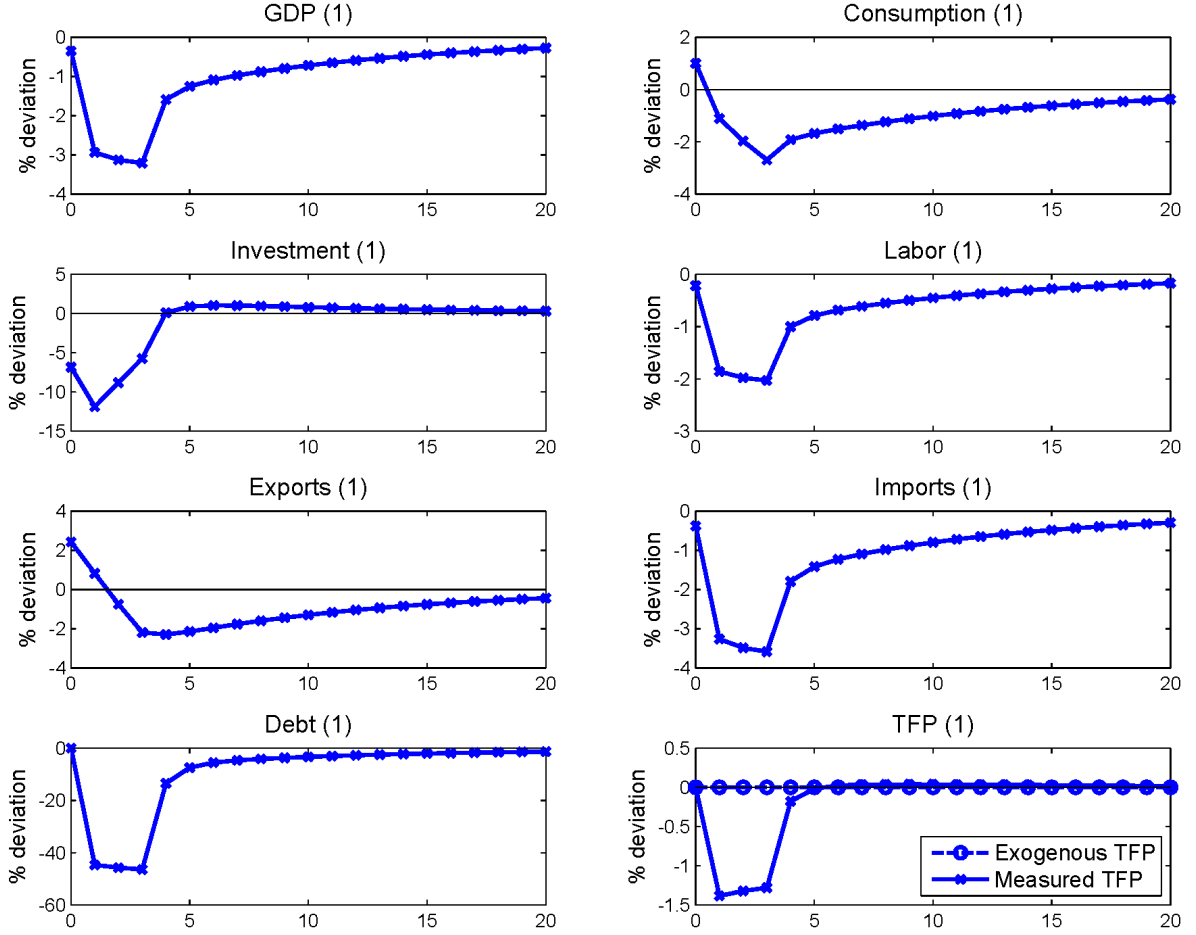 GDP (1)
% deviation
0
-1
-2
-3
-4
0 5 10 15 20
Consumption (1)
% deviation
2
0
-2
-4
0 5 10 15 20
Investment (1)
% deviation
5
0
-5
-10
-15
0 5 10 15 20
Labor (1)
% deviation
0
-1
-2
-3
0 5 10 15 20
Exports (1)
% deviation
4
2
0
-2
-4
0 5 10 15 20
Imports (1)
% deviation
0
-1
-2
-3
-4
0 5 10 15 20
Debt (1)
% deviation
0
-20
-40
-60
0 5 10 15 20
TFP (1)
% deviation
0.5
0
-0.5
-1
-1.5
0 5 10 15 20
Exogenous TFP
Measured TFP